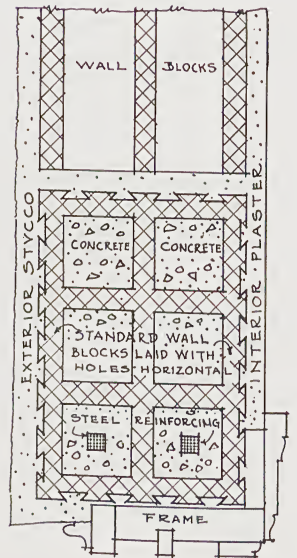 WALL BLOCKS
EXTERIOR STUCCO
INTERIOR PLASTER
CONCRETE CONCRETE
STANDARD WALL
BLOCKS LAID WITH
HOLES HORIZONTAL
STEEL REINFORCING
FRAME